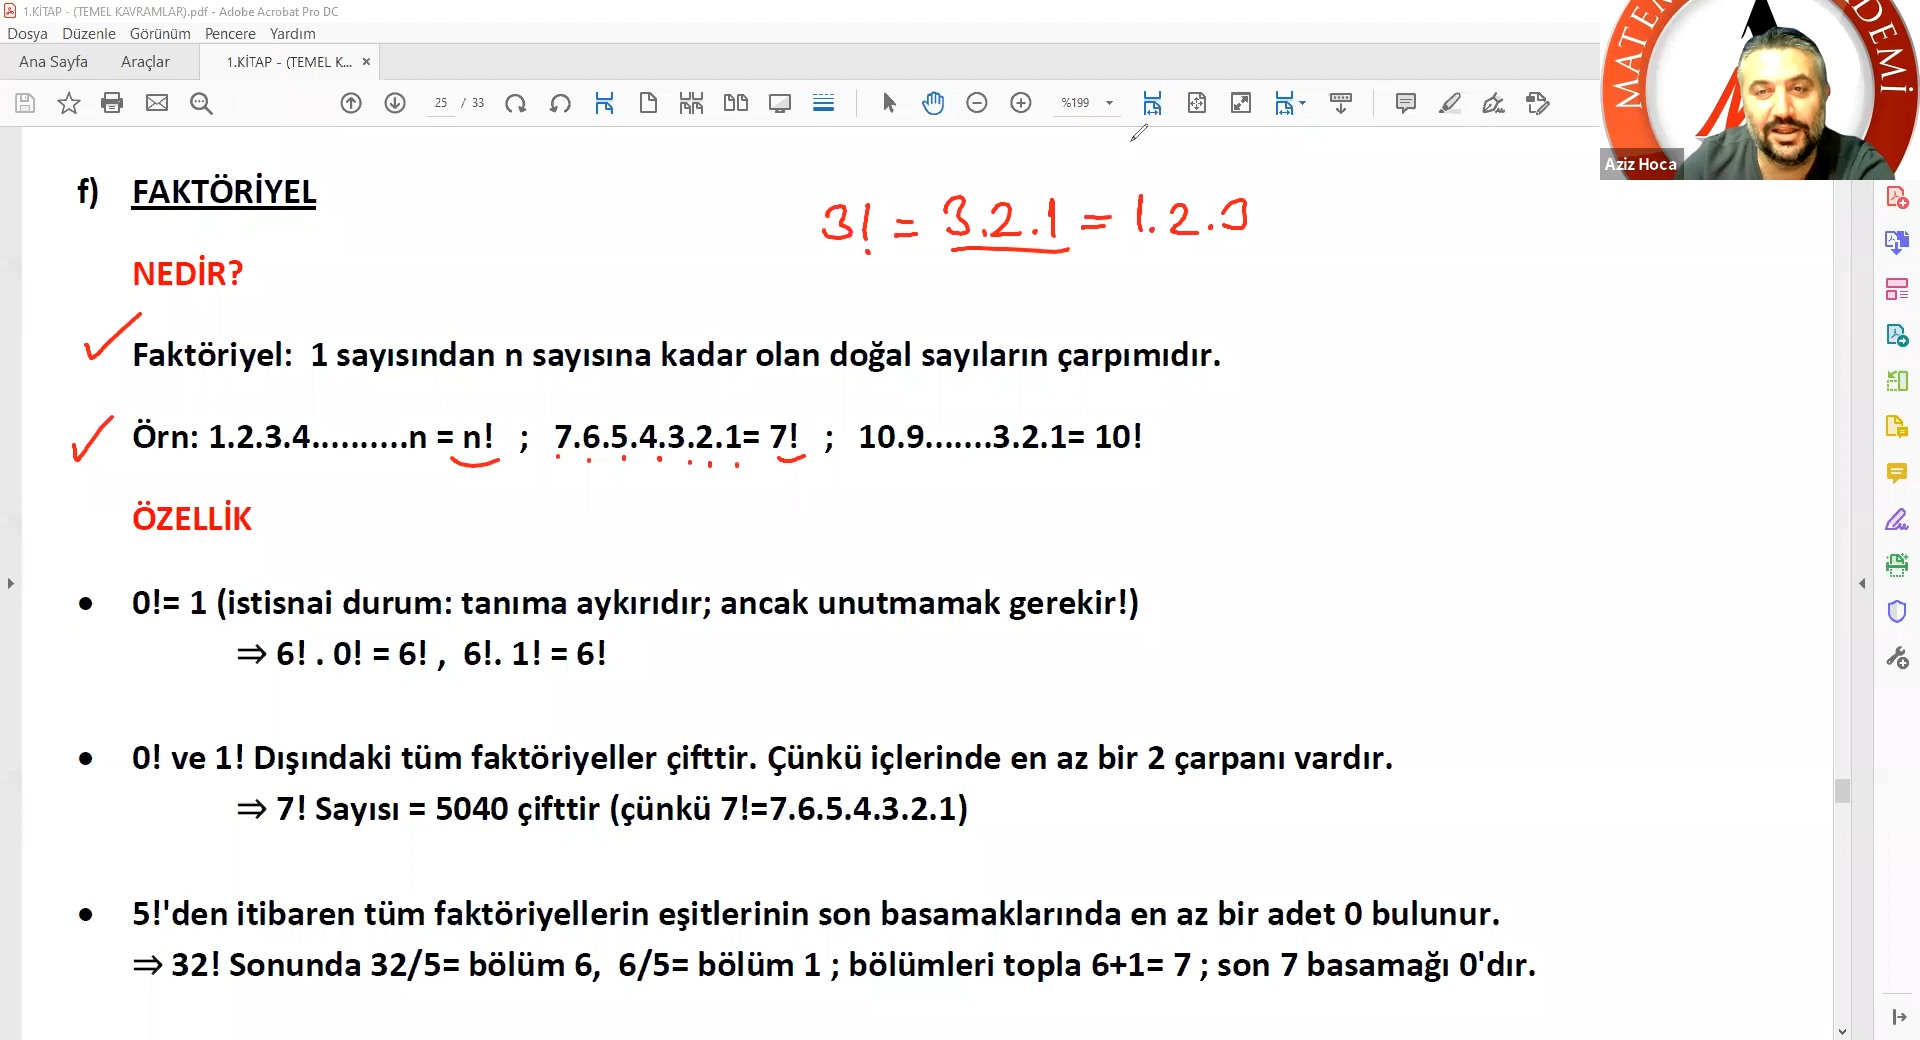 1.KİTAP - (TEMEL KAVRAMLAR).pdf - Adobe Acrobat Pro DC
Dosya Düzenle Görünüm Pencere Yardım
Ana Sayfa Araçlar 1.KİTAP - (TEMEL K... ×
25 / 33 %199
MATEM
DEMİ
Aziz Hoca
f) FAKTÖRİYEL
3! = 3.2.1 = 1.2.3
NEDİR?
Faktöriyel: 1 sayısından n sayısına kadar olan doğal sayıların çarpımıdır.
Örn: 1.2.3.4..........n = n! ; 7.6.5.4.3.2.1= 7! ; 10.9.......3.2.1= 10!
ÖZELLİK
• 0!= 1 (istisnai durum: tanıma aykırıdır; ancak unutmamak gerekir!)
⇒ 6! . 0! = 6! , 6!. 1! = 6!
• 0! ve 1! Dışındaki tüm faktöriyeller çifttir. Çünkü içlerinde en az bir 2 çarpanı vardır.
⇒ 7! Sayısı = 5040 çifttir (çünkü 7!=7.6.5.4.3.2.1)
• 5!'den itibaren tüm faktöriyellerin eşitlerinin son basamaklarında en az bir adet 0 bulunur.
⇒ 32! Sonunda 32/5= bölüm 6, 6/5= bölüm 1 ; bölümleri topla 6+1= 7 ; son 7 basamağı 0'dır.